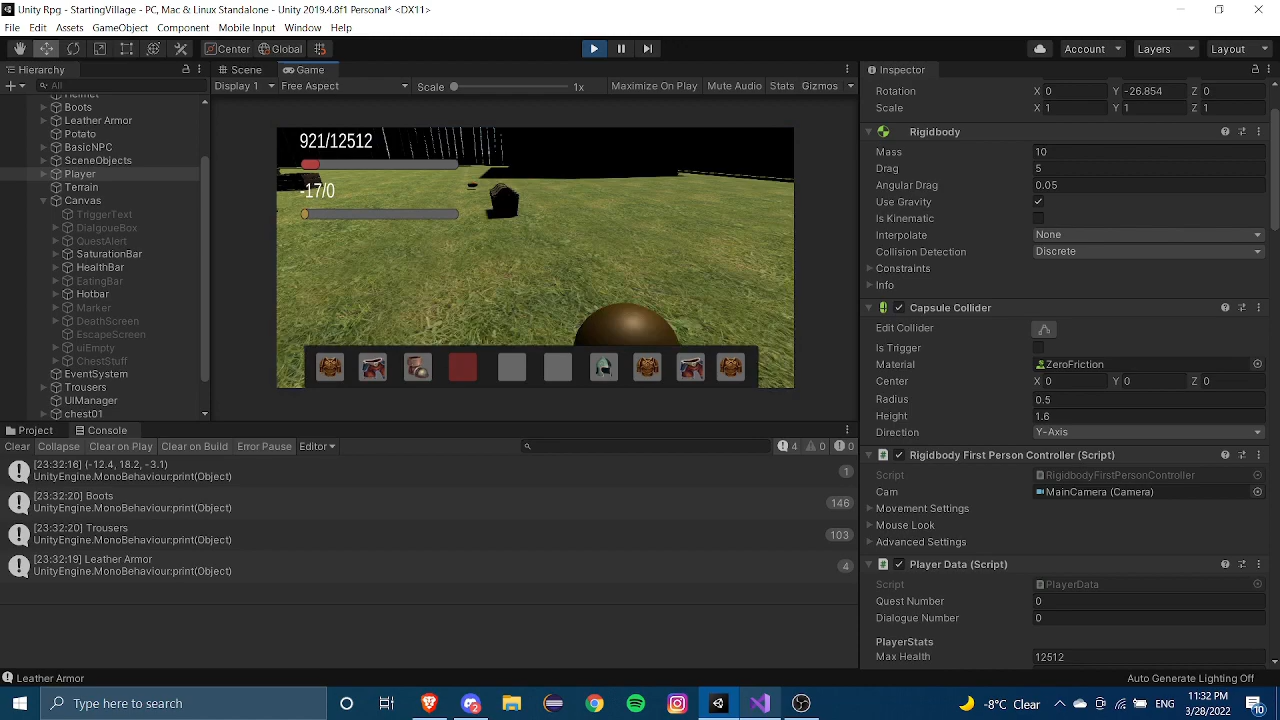 Unity Rpg - StartingVillage - PC, Mac & Linux Standalone - Unity 2019.4.8f1 Personal* <DX11>
File Edit Assets GameObject Component Mobile Input Window Help
Center Global Account Layers Layout
Hierarchy
All
Helmet
Boots
Leather Armor
Potato
BasicNPC
SceneObjects
Player
Terrain
Canvas
TriggerText
DialgoueBox
QuestAlert
SaturationBar
HealthBar
EatingBar
Hotbar
Marker
DeathScreen
EscapeScreen
uiEmpty
ChestStuff
EventSystem
Trousers
UIManager
chest01
Scene Game
Display 1 Free Aspect Scale 1x Maximize On Play Mute Audio Stats Gizmos
921/12512
-17/0
Project Console
Clear Collapse Clear on Play Clear on Build Error Pause Editor 4 0 0
[23:32:16] (-12.4, 18.2, -3.1)
UnityEngine.MonoBehaviour:print(Object) 1
[23:32:20] Boots
UnityEngine.MonoBehaviour:print(Object) 146
[23:32:20] Trousers
UnityEngine.MonoBehaviour:print(Object) 103
[23:32:19] Leather Armor
UnityEngine.MonoBehaviour:print(Object) 4
Inspector
Rotation X 0 Y -26.854 Z 0
Scale X 1 Y 1 Z 1
Rigidbody
Mass 10
Drag 5
Angular Drag 0.05
Use Gravity
Is Kinematic
Interpolate None
Collision Detection Discrete
Constraints
Info
Capsule Collider
Edit Collider
Is Trigger
Material ZeroFriction
Center X 0 Y 0 Z 0
Radius 0.5
Height 1.6
Direction Y-Axis
Rigidbody First Person Controller (Script)
Script RigidbodyFirstPersonController
Cam MainCamera (Camera)
Movement Settings
Mouse Look
Advanced Settings
Player Data (Script)
Script PlayerData
Quest Number 0
Dialogue Number 0
PlayerStats
Max Health 12512
Leather Armor Auto Generate Lighting Off
Type here to search -8°C Clear ENG 11:32 PM
3/28/2022